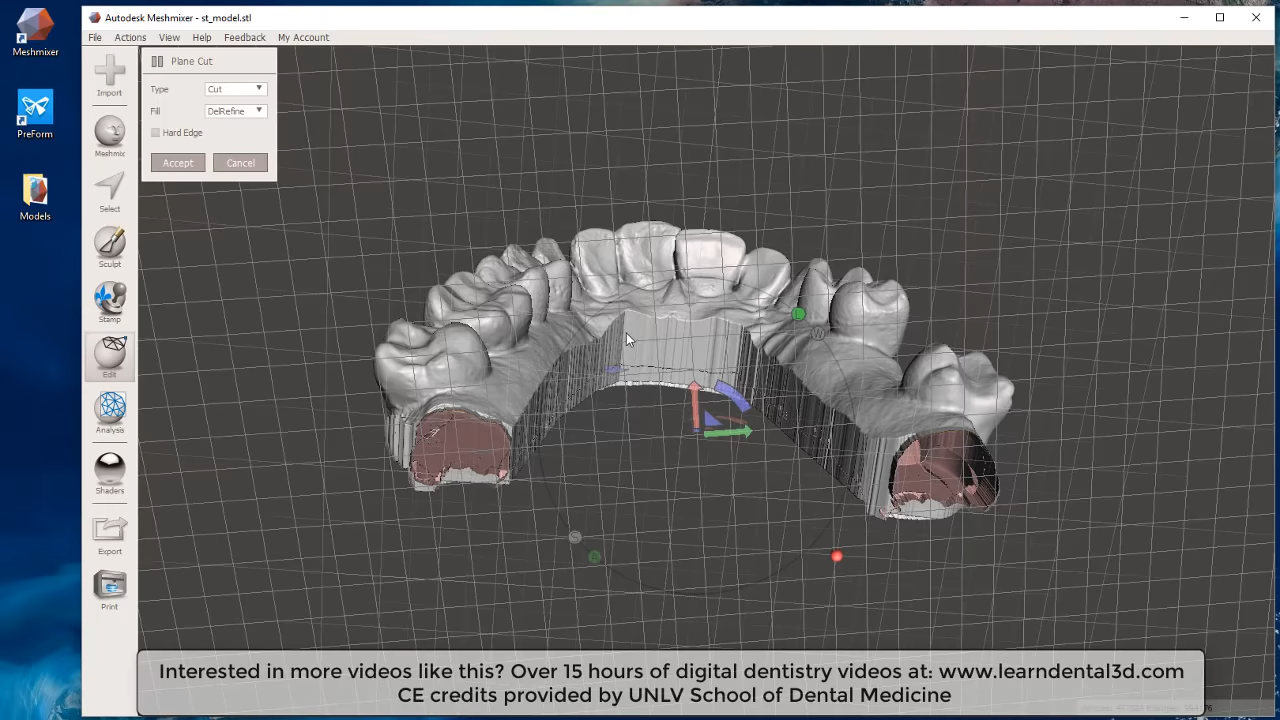 Meshmixer
PreForm
Models
Autodesk Meshmixer - st_model.stl
File Actions View Help Feedback My Account
Import
Meshmix
Select
Sculpt
Stamp
Edit
Analysis
Shaders
Export
Print
Plane Cut
Type Cut
Fill DelRefine
Hard Edge
Accept Cancel
W
S
Interested in more videos like this? Over 15 hours of digital dentistry videos at: www.learndental3d.com
CE credits provided by UNLV School of Dental Medicine